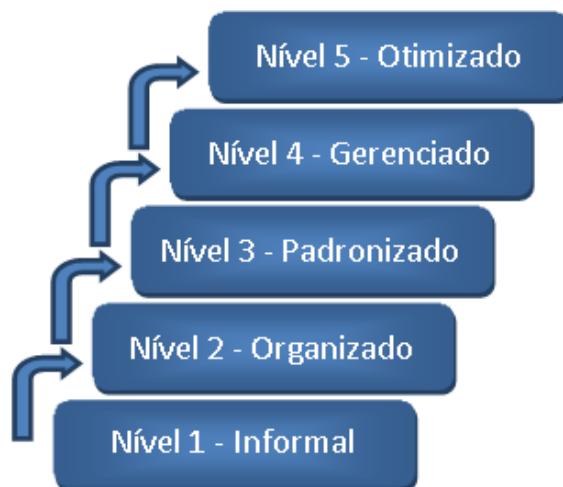 Nível 5 - Otimizado
Nível 4 - Gerenciado
Nível 3 - Padronizado
Nível 2 - Organizado
Nível 1 - Informal